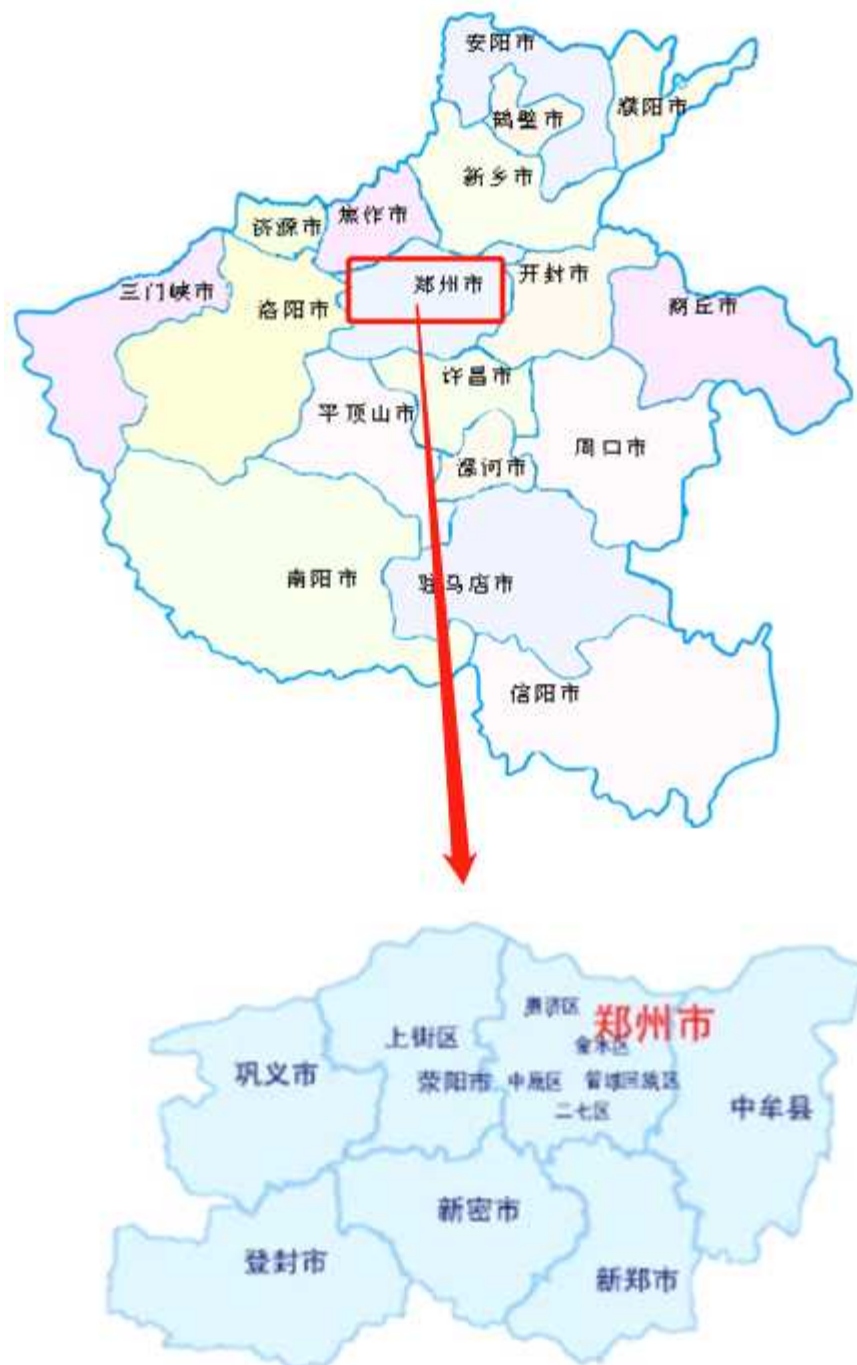 安阳市
鹤壁市
濮阳市
新乡市
济源市
焦作市
三门峡市
洛阳市
郑州市
开封市
商丘市
许昌市
平顶山市
漯河市
周口市
南阳市
驻马店市
信阳市
惠济区
郑州市
上街区
金水区
巩义市
荥阳市
中原区
管城回族区
二七区
中牟县
新密市
登封市
新郑市